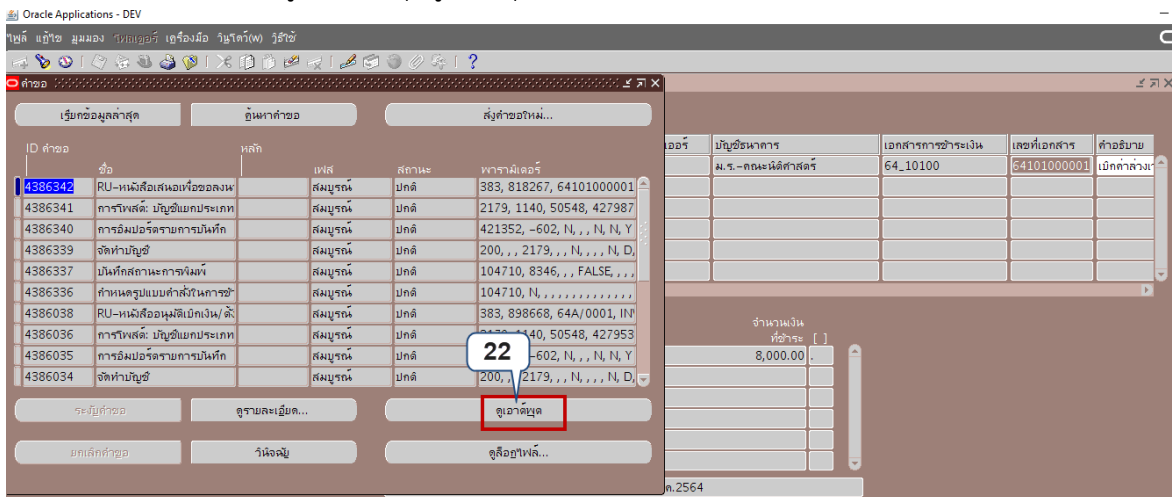 Oracle Applications - DEV
ไฟล์ แก้ไข มุมมอง โฟลเดอร์ เครื่องมือ วินโดว์(w) วิธีใช้
คำขอ
เรียกข้อมูลล่าสุด ค้นหาคำขอ ส่งคำขอใหม่...
ID คำขอ ชื่อ หลัก เฟส สถานะ พารามิเตอร์
4386342 RU-หนังสือเสนอเพื่อขอลงน สมบูรณ์ ปกติ 383, 818267, 64101000001
4386341 การโพสต์: บัญชีแยกประเภท สมบูรณ์ ปกติ 2179, 1140, 50548, 427987
4386340 การอิมปอร์ตรายการบันทึก สมบูรณ์ ปกติ 421352, -602, N, , , N, N, Y
4386339 จัดทำบัญชี สมบูรณ์ ปกติ 200, , , 2179, , , N, , , , N, D,
4386337 บันทึกสถานะการพิมพ์ สมบูรณ์ ปกติ 104710, 8346, , , FALSE, , , ,
4386336 กำหนดรูปแบบคำสั่งในการชำ สมบูรณ์ ปกติ 104710, N, , , , , , , , , , , , ,
4386038 RU-หนังสืออนุมัติเบิกเงิน/ สมบูรณ์ ปกติ 383, 898668, 64A/0001, IN
4386036 การโพสต์: บัญชีแยกประเภท สมบูรณ์ ปกติ 1140, 50548, 427953
4386035 การอิมปอร์ตรายการบันทึก สมบูรณ์ ปกติ -602, N, , , N, N, Y
4386034 จัดทำบัญชี สมบูรณ์ ปกติ 200, , , 2179, , , N, , , , N, D,
22
ระงับคำขอ ดูรายละเอียด... ดูเอาต์พุต
ยกเลิกคำขอ วินิจฉัย ดูล็อกไฟล์...
เดอร์ บัญชีธนาคาร เอกสารการชำระเงิน เลขที่เอกสาร คำอธิบาย
ม.ร.-คณะนิติศาสตร์ 64_10100 64101000001 เบิกค่าล่วงเ
จำนวนเงิน
ที่ชำระ [ ]
8,000.00 .
ค.2564